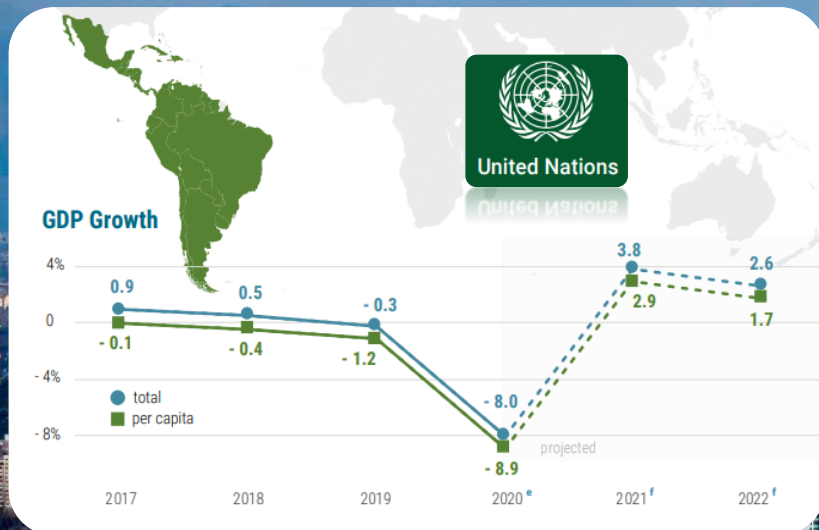 United Nations
GDP Growth
4%
0
- 4%
- 8%
0.9
0.5
- 0.3
- 8.0
3.8
2.6
- 0.1
- 0.4
- 1.2
- 8.9
2.9
1.7
total
per capita
projected
2017 2018 2019 2020 e 2021 f 2022 f